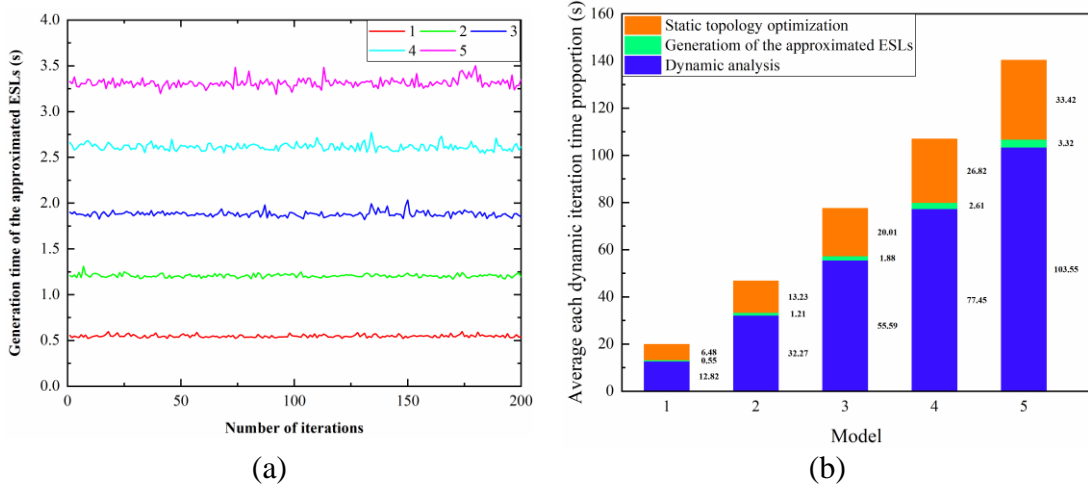 4.0
3.5
3.0
2.5
2.0
1.5
1.0
0.5
0.0
Generation time of the approximated ESLs (s)
1 2 3
4 5
0 50 100 150 200
Number of iterations
(a)
160
140
120
100
80
60
40
20
0
Average each dynamic iteration time proportion (s)
Static topology optimization
Generatiom of the approximated ESLs
Dynamic analysis
6.48
0.55
12.82
13.23
1.21
32.27
20.01
1.88
55.59
26.82
2.61
77.45
33.42
3.32
103.55
1 2 3 4 5
Model
(b)